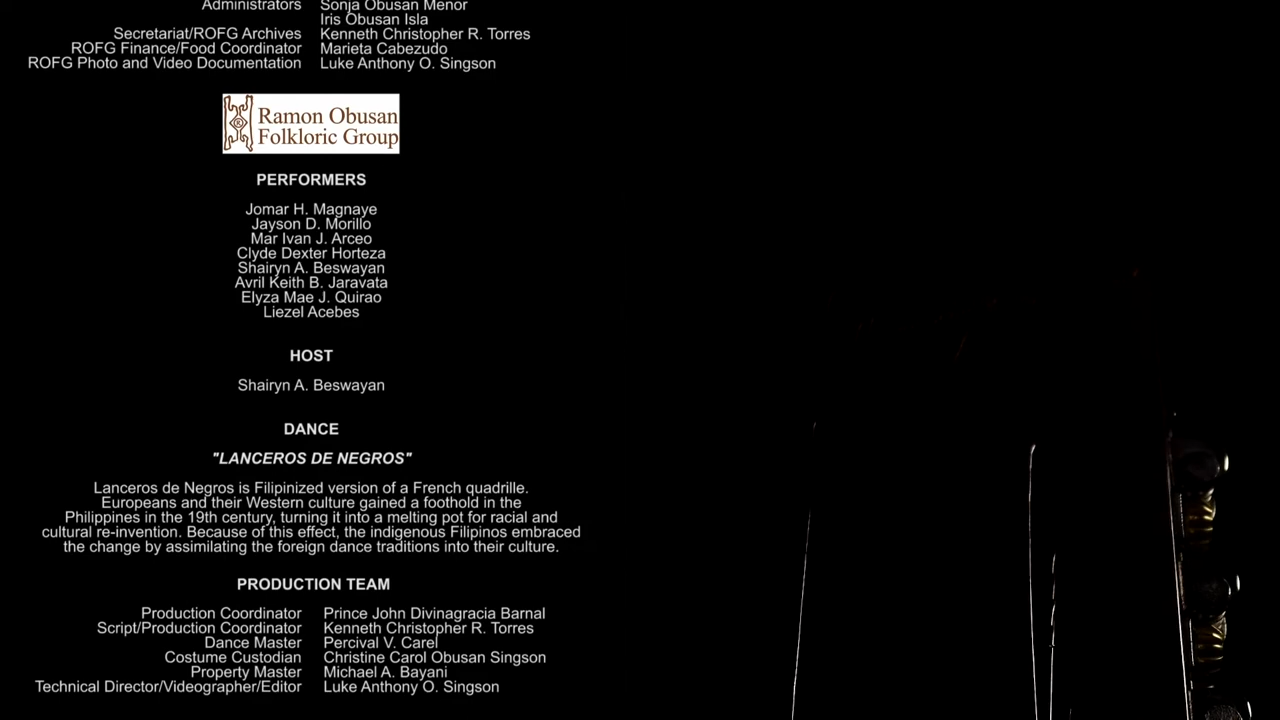 Administrators Sonja Obusan Menor
Iris Obusan Isla
Secretariat/ROFG Archives Kenneth Christopher R. Torres
ROFG Finance/Food Coordinator Marieta Cabezudo
ROFG Photo and Video Documentation Luke Anthony O. Singson
Ramon Obusan
Folkloric Group
PERFORMERS
Jomar H. Magnaye
Jayson D. Morillo
Mar Ivan J. Arceo
Clyde Dexter Horteza
Shairyn A. Beswayan
Avril Keith B. Jaravata
Elyza Mae J. Quirao
Liezel Acebes
HOST
Shairyn A. Beswayan
DANCE
"LANCEROS DE NEGROS"
Lanceros de Negros is Filipinized version of a French quadrille.
Europeans and their Western culture gained a foothold in the
Philippines in the 19th century, turning it into a melting pot for racial and
cultural re-invention. Because of this effect, the indigenous Filipinos embraced
the change by assimilating the foreign dance traditions into their culture.
PRODUCTION TEAM
Production Coordinator Prince John Divinagracia Barnal
Script/Production Coordinator Kenneth Christopher R. Torres
Dance Master Percival V. Carel
Costume Custodian Christine Carol Obusan Singson
Property Master Michael A. Bayani
Technical Director/Videographer/Editor Luke Anthony O. Singson